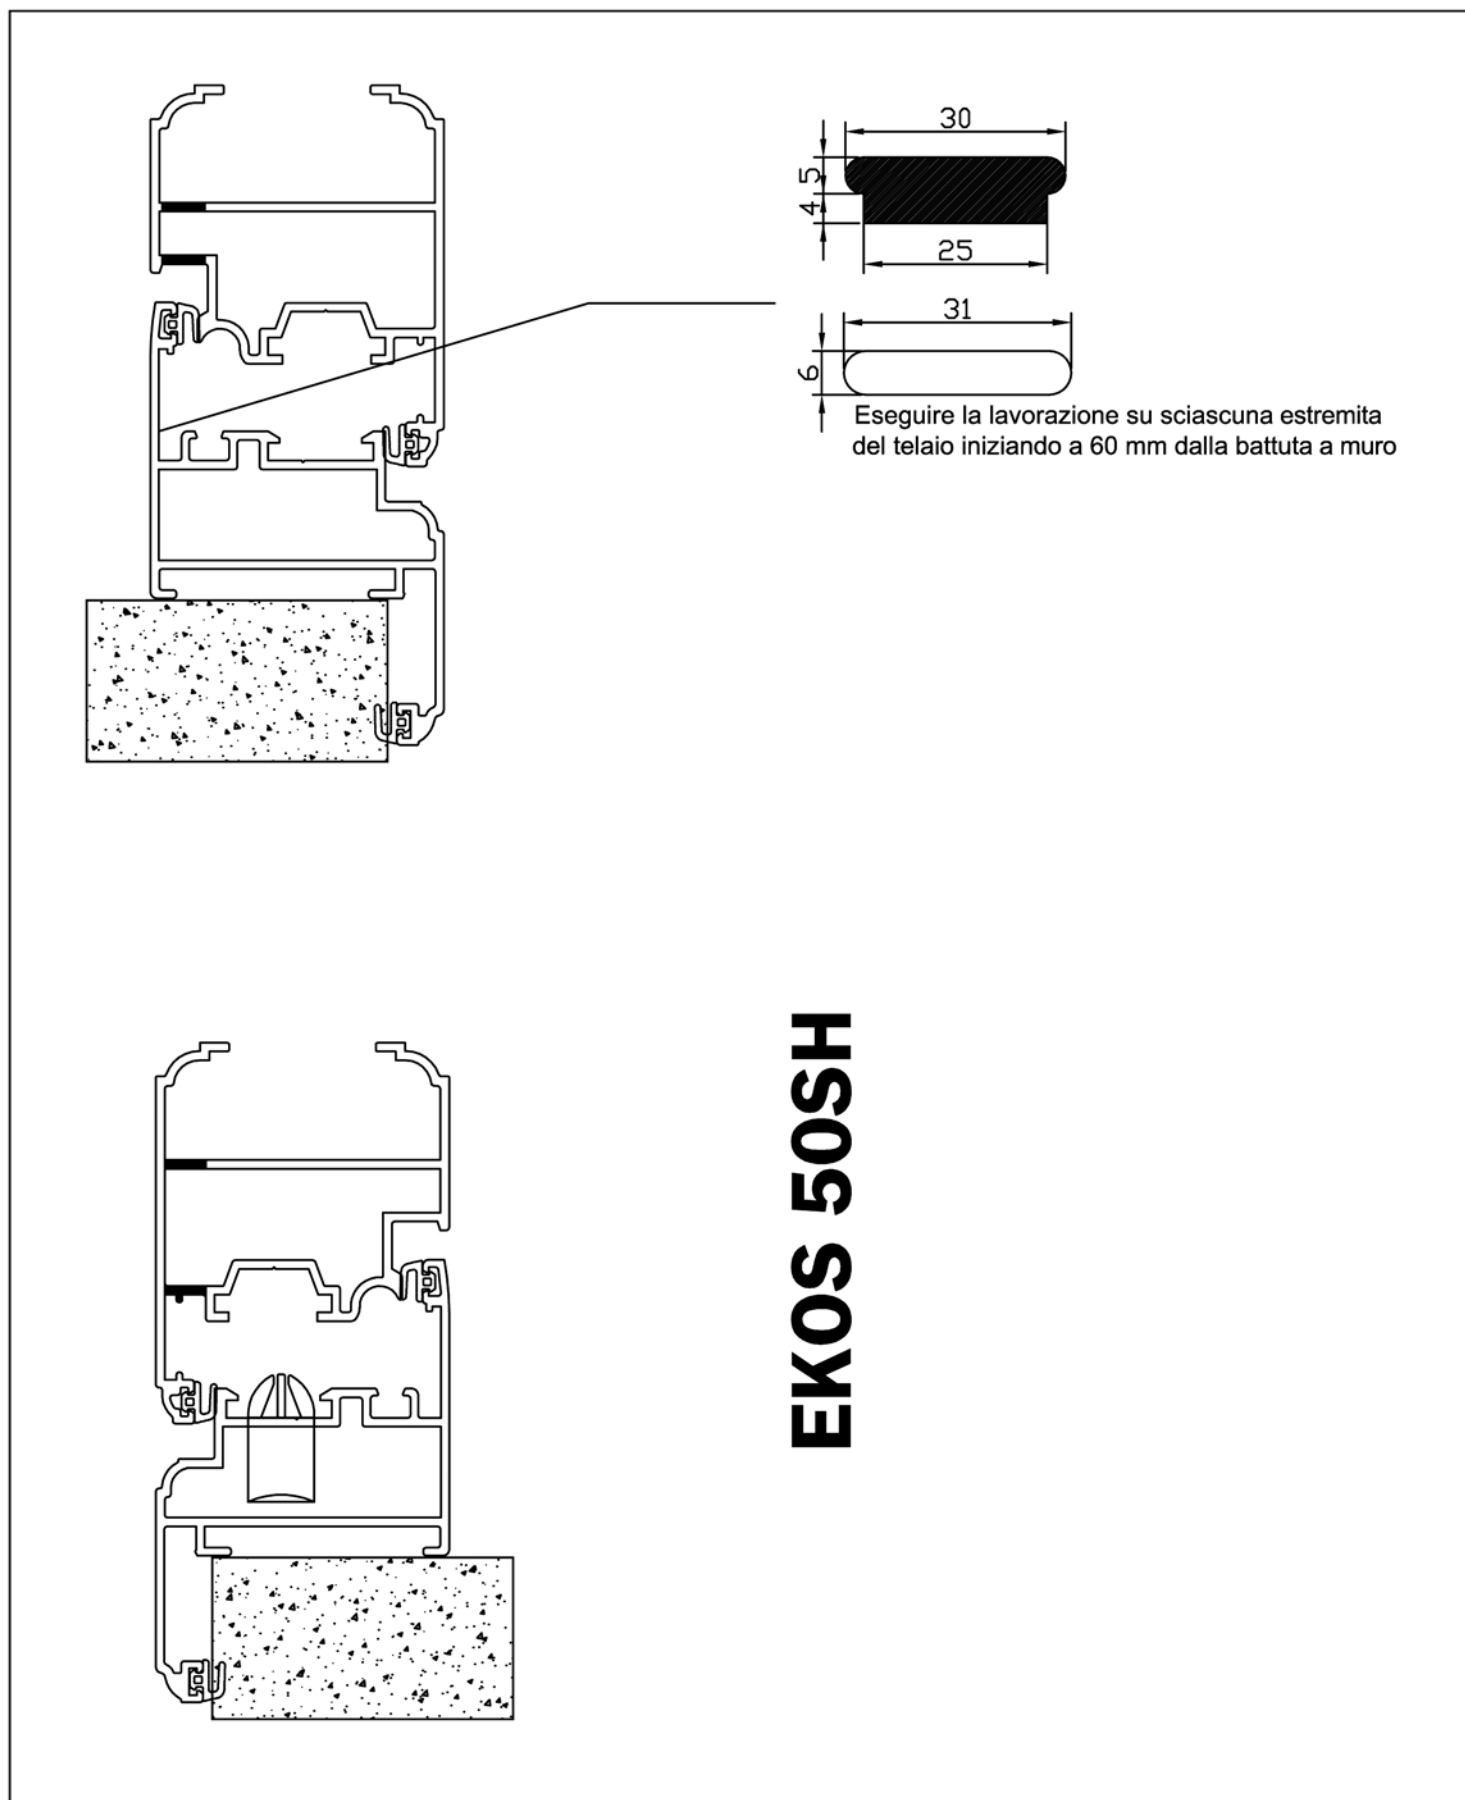 30
5
4
25
31
6
Eseguire la lavorazione su sciascuna estremita
del telaio iniziando a 60 mm dalla battuta a muro
EKOS 50SH